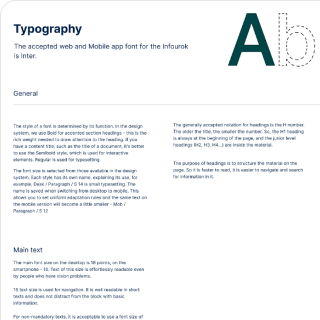 Typography
The accepted web and Mobile app font for the Infourok
is Inter.
Ab
General
The style of a font is determined by its function. In the design
system, we use Bold for accented section headings - this is the
rich weight needed to draw attention to the heading. If you
have a content title, such as the title of a document, it's better
to use the Semibold style, which is used for interactive
elements. Regular is used for typesetting.
The font size is selected from those available in the design
system. Each style has its own name, explaining its use, for
example, Desk / Paragraph / S 14 is small typesetting. The
name is saved when switching from desktop to mobile. This
allows you to set uniform adaptation rules and the same text on
the mobile version will become a little smaller - Mob /
Paragraph / S 12
The generally accepted notation for headings is the H number.
The older the title, the smaller the number. So, the H1 heading
is always at the beginning of the page, and the junior level
headings (H2, H3, H4...) are inside the material.
The purpose of headings is to structure the material on the
page. So it is faster to read, it is easier to navigate and search
for information in it.
Main text
The main font size on the desktop is 18 points, on the
smartphone - 16. Text of this size is effortlessly readable even
by people who have vision problems.
15 text size is used for navigation. It is well readable in short
texts and does not distract from the block with basic
information.
For non-mandatory texts, it is acceptable to use a font size of